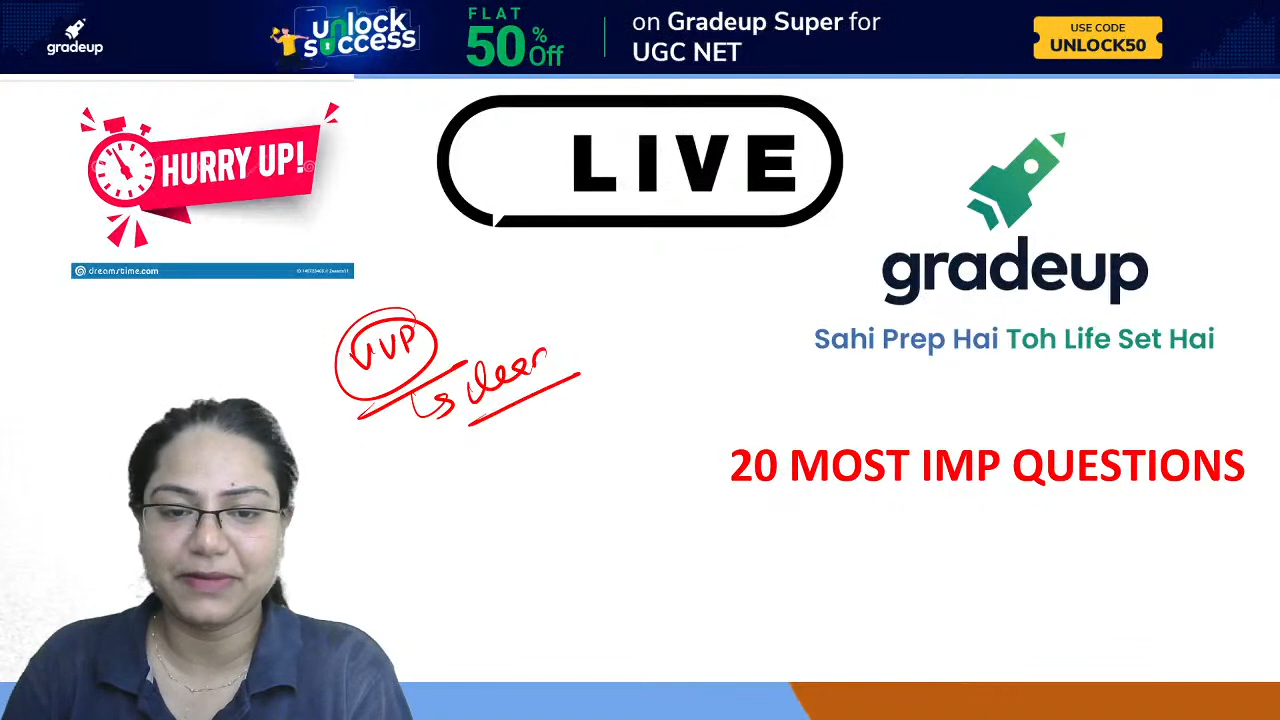 gradeup
unlock
success
FLAT
50% Off
on Gradeup Super for
UGC NET
USE CODE
UNLOCK50
HURRY UP!
LIVE
dreamstime.com
gradeup
Sahi Prep Hai Toh Life Set Hai
VVP
20 MOST IMP QUESTIONS